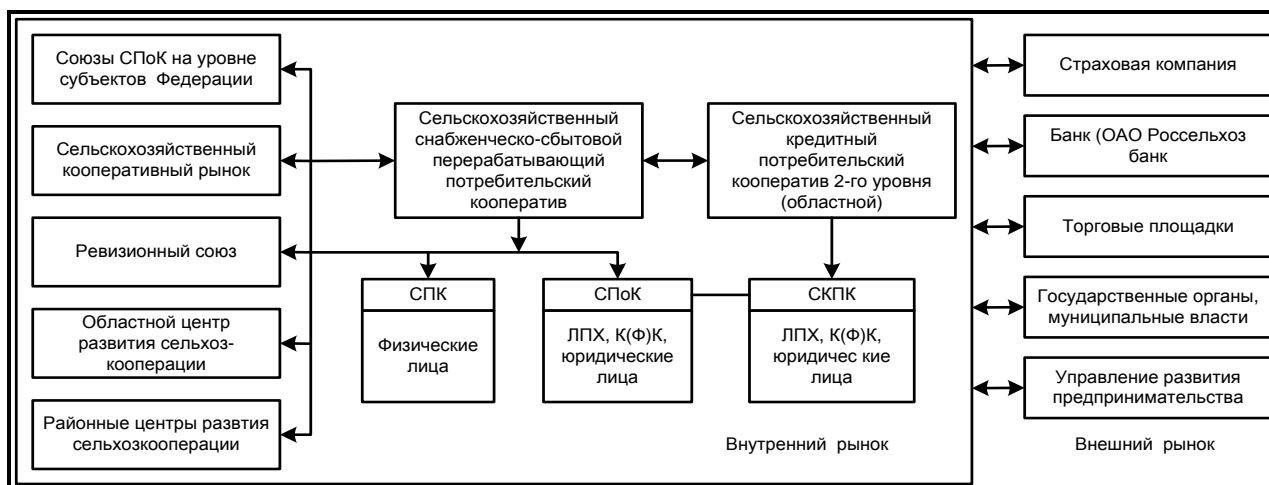 Союзы СПоК на уровне
субъектов Федерации
Сельскохозяйственный
кооперативный рынок
Ревизионный союз
Областной центр
развития сельхоз-
кооперации
Районные центры развтия
сельхозкооперации
Сельскохозяйственный
снабженческо-сбытовой
перерабатывающий
потребительский
кооператив
Сельскохозяйственный
кредитный
потребительский
кооператив 2-го уровня
(областной)
СПК
Физические
лица
СПоК
ЛПХ, К(Ф)К,
юридические
лица
СКПК
ЛПХ, К(Ф)К,
юридичес кие
лица
Внутренний рынок
Страховая компания
Банк (ОАО Россельхоз
банк
Торговые площадки
Государственные органы,
муниципальные власти
Управление развития
предпринимательства
Внешний рынок